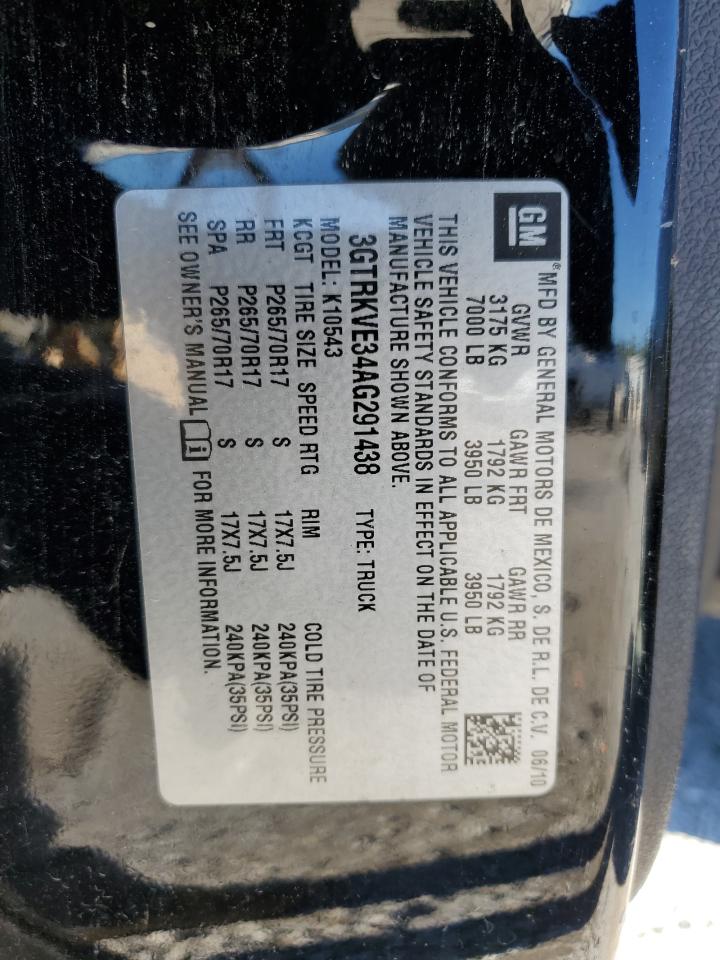 GM
® MFD BY GENERAL MOTORS DE MEXICO, S. DE R.L. DE C.V. 06/10
GVWR GAWR FRT GAWR RR
3175 KG 1792 KG 1792 KG
7000 LB 3950 LB 3950 LB
THIS VEHICLE CONFORMS TO ALL APPLICABLE U.S. FEDERAL MOTOR
VEHICLE SAFETY STANDARDS IN EFFECT ON THE DATE OF
MANUFACTURE SHOWN ABOVE.
3GTRKVE34AG291438 TYPE: TRUCK
MODEL: K10543
KCGT TIRE SIZE SPEED RTG RIM COLD TIRE PRESSURE
FRT P265/70R17 S 17X7.5J 240KPA(35PSI)
RR P265/70R17 S 17X7.5J 240KPA(35PSI)
SPA P265/70R17 S 17X7.5J 240KPA(35PSI)
SEE OWNER'S MANUAL FOR MORE INFORMATION.